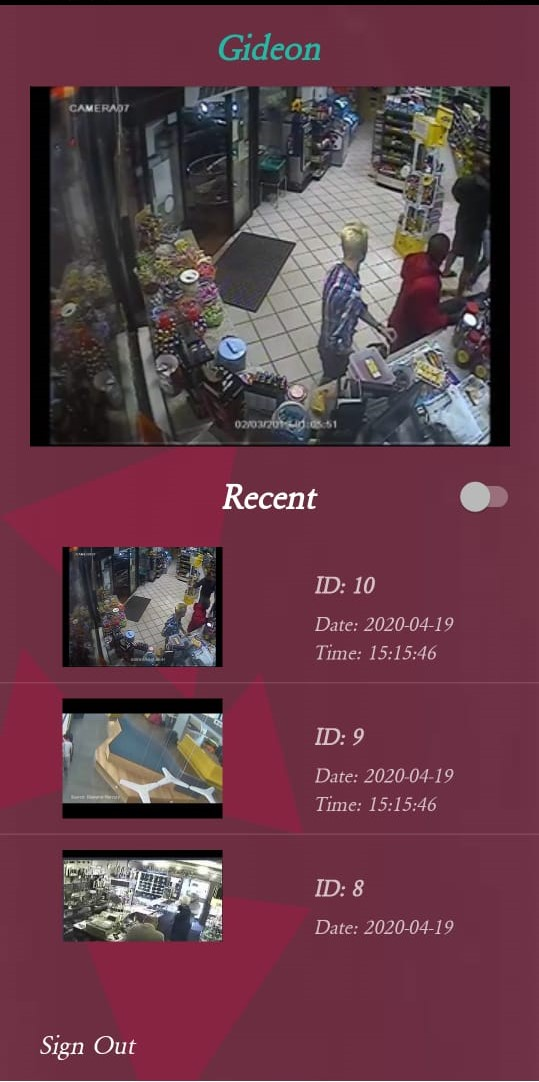 Gideon
CAMERA07
Recent
ID: 10
Date: 2020-04-19
Time: 15:15:46
ID: 9
Date: 2020-04-19
Time: 15:15:46
ID: 8
Date: 2020-04-19
Sign Out